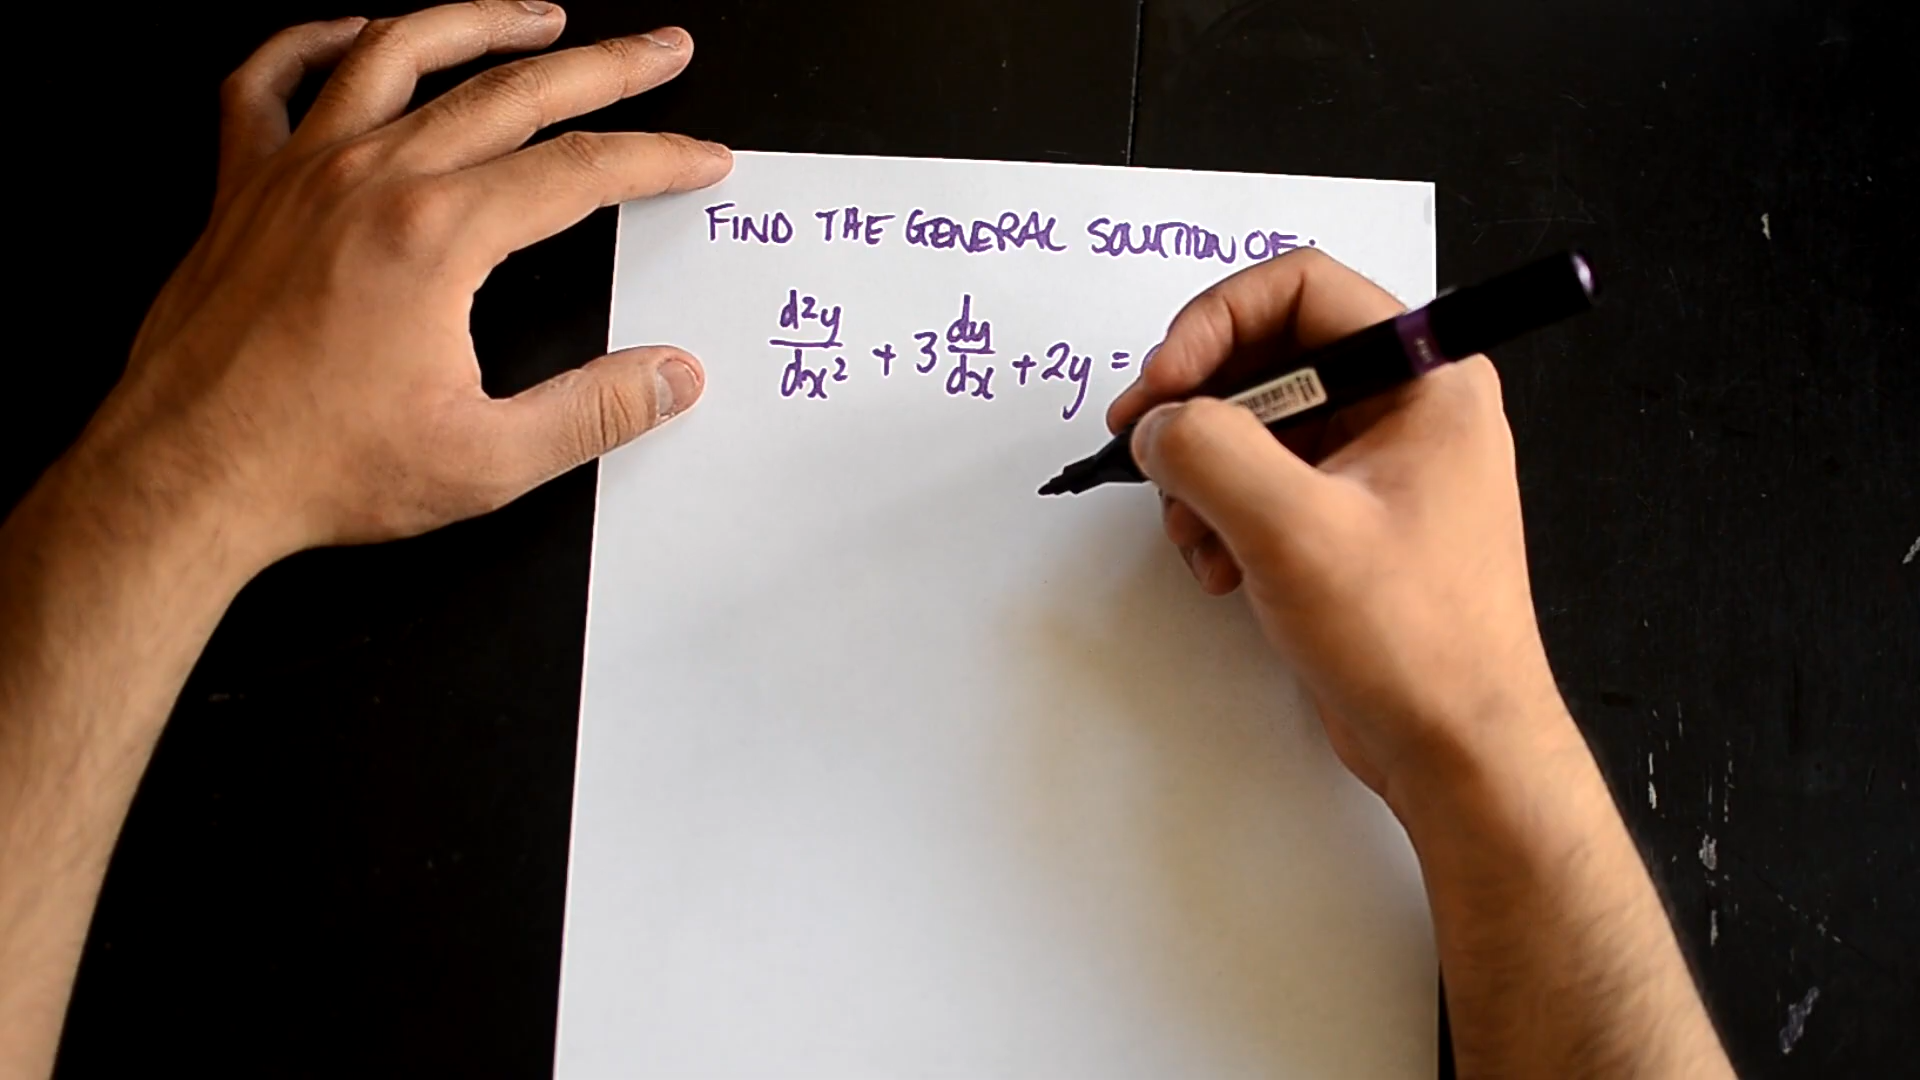 FIND THE GENERAL SOLUTION OF:
d²y/dx² + 3 dy/dx + 2y =